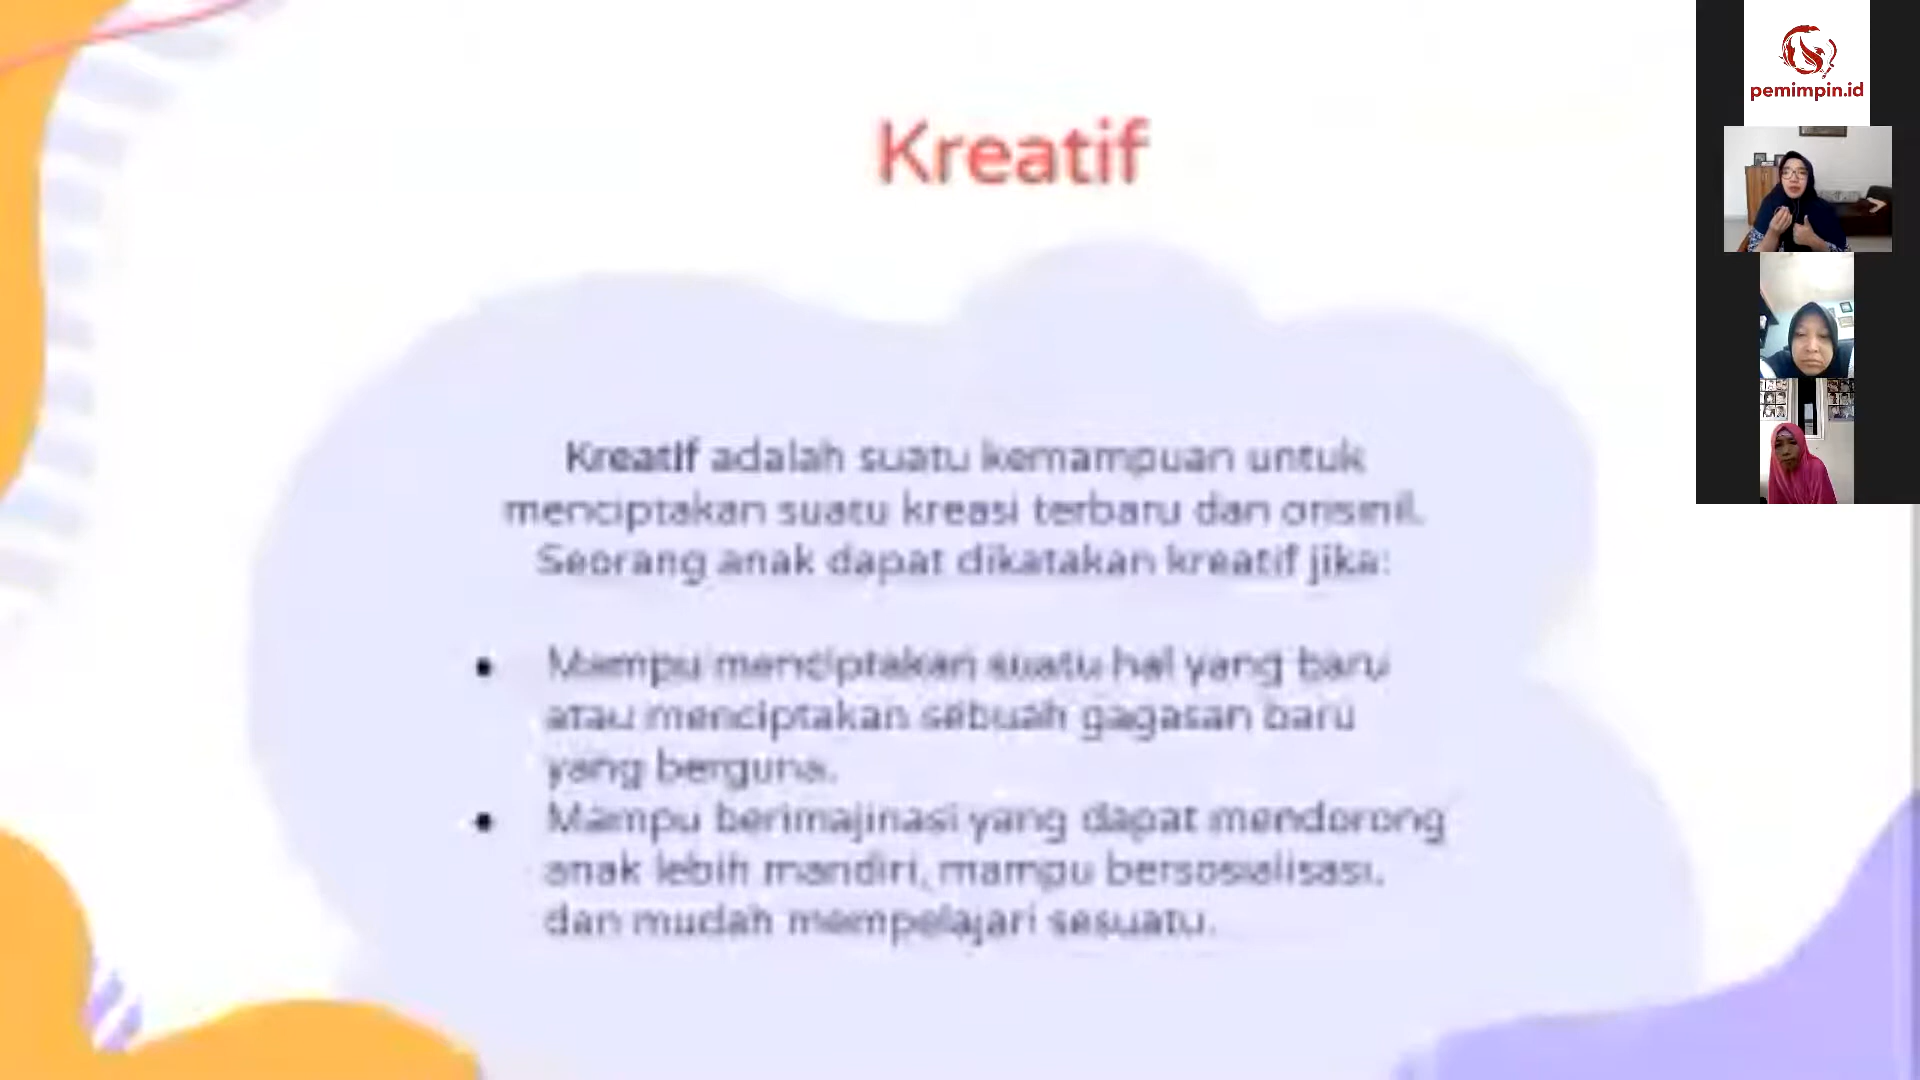 Kreatif
Kreatif adalah suatu kemampuan untuk
menciptakan suatu kreasi terbaru dan orisinil.
Seorang anak dapat dikatakan kreatif jika:
• Mampu menciptakan suatu hal yang baru
atau menciptakan sebuah gagasan baru
yang berguna.
• Mampu berimajinasi yang dapat mendorong
anak lebih mandiri, mampu bersosialisasi,
dan mudah mempelajari sesuatu.
pemimpin.id